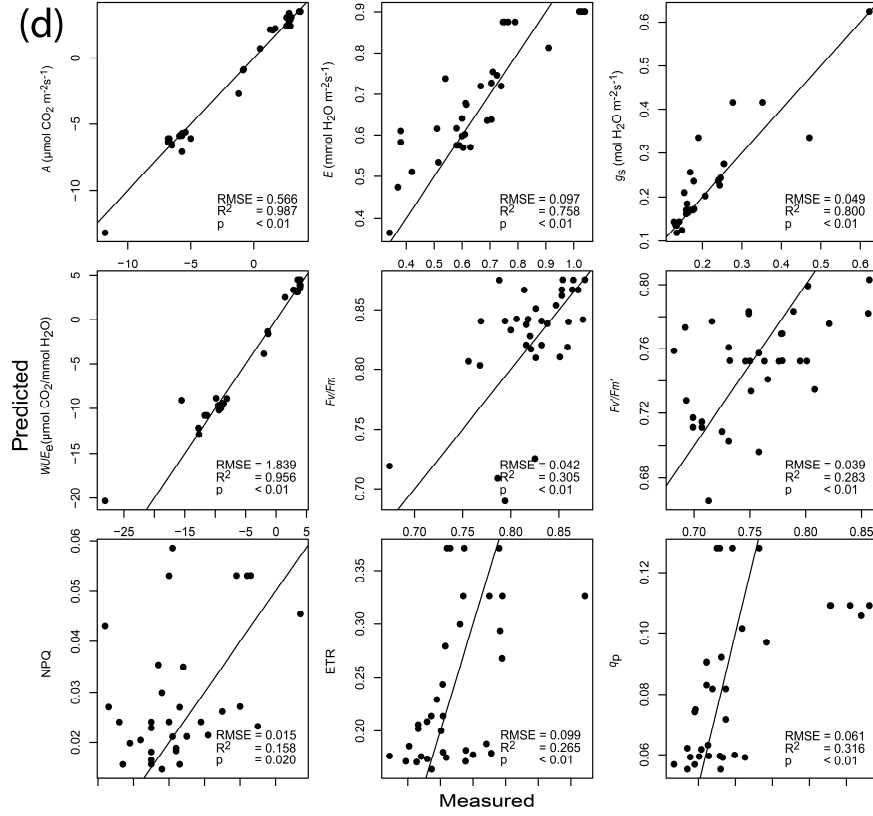 (d)
A (μmol CO2 m-2s-1)
0
−5
−10
−10
−5
0
RMSE = 0.566
R2 = 0.987
p < 0.01
E (mmol H2O m-2s-1)
0.9
0.8
0.7
0.6
0.5
0.4
0.4 0.5 0.6 0.7 0.8 0.9 1.0
RMSE = 0.097
R2 = 0.758
p < 0.01
gs (mol H2O m-2s-1)
0.6
0.5
0.4
0.3
0.2
0.1
0.2 0.3 0.4 0.5 0.6
RMSE = 0.049
R2 = 0.800
p < 0.01
Predicted
WUEe(μmol CO2/mmol H2O)
5
0
−5
−10
−15
−20
−25
−15
−5
0
5
RMSE = 1.839
R2 = 0.956
p < 0.01
Fv/Fm
0.85
0.80
0.75
0.70
0.70 0.75 0.80 0.85
RMSE = 0.042
R2 = 0.305
p < 0.01
Fv'/Fm'
0.80
0.76
0.72
0.68
0.70 0.75 0.80 0.85
RMSE = 0.039
R2 = 0.283
p < 0.01
NPQ
0.06
0.05
0.04
0.03
0.02
RMSE = 0.015
R2 = 0.158
p = 0.020
ETR
0.35
0.30
0.25
0.20
RMSE = 0.099
R2 = 0.265
p < 0.01
qp
0.12
0.10
0.08
0.06
RMSE = 0.061
R2 = 0.316
p < 0.01
Measured